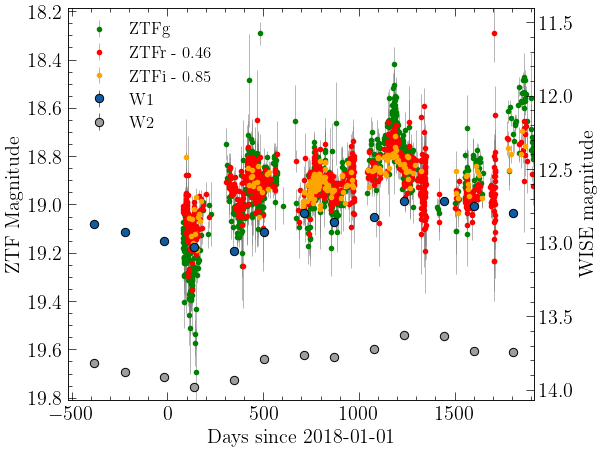 ZTFg
ZTFr - 0.46
ZTFi - 0.85
W1
W2
ZTF Magnitude
18.2
18.4
18.6
18.8
19.0
19.2
19.4
19.6
19.8
WISE magnitude
11.5
12.0
12.5
13.0
13.5
14.0
−500
0
500
1000
1500
Days since 2018-01-01